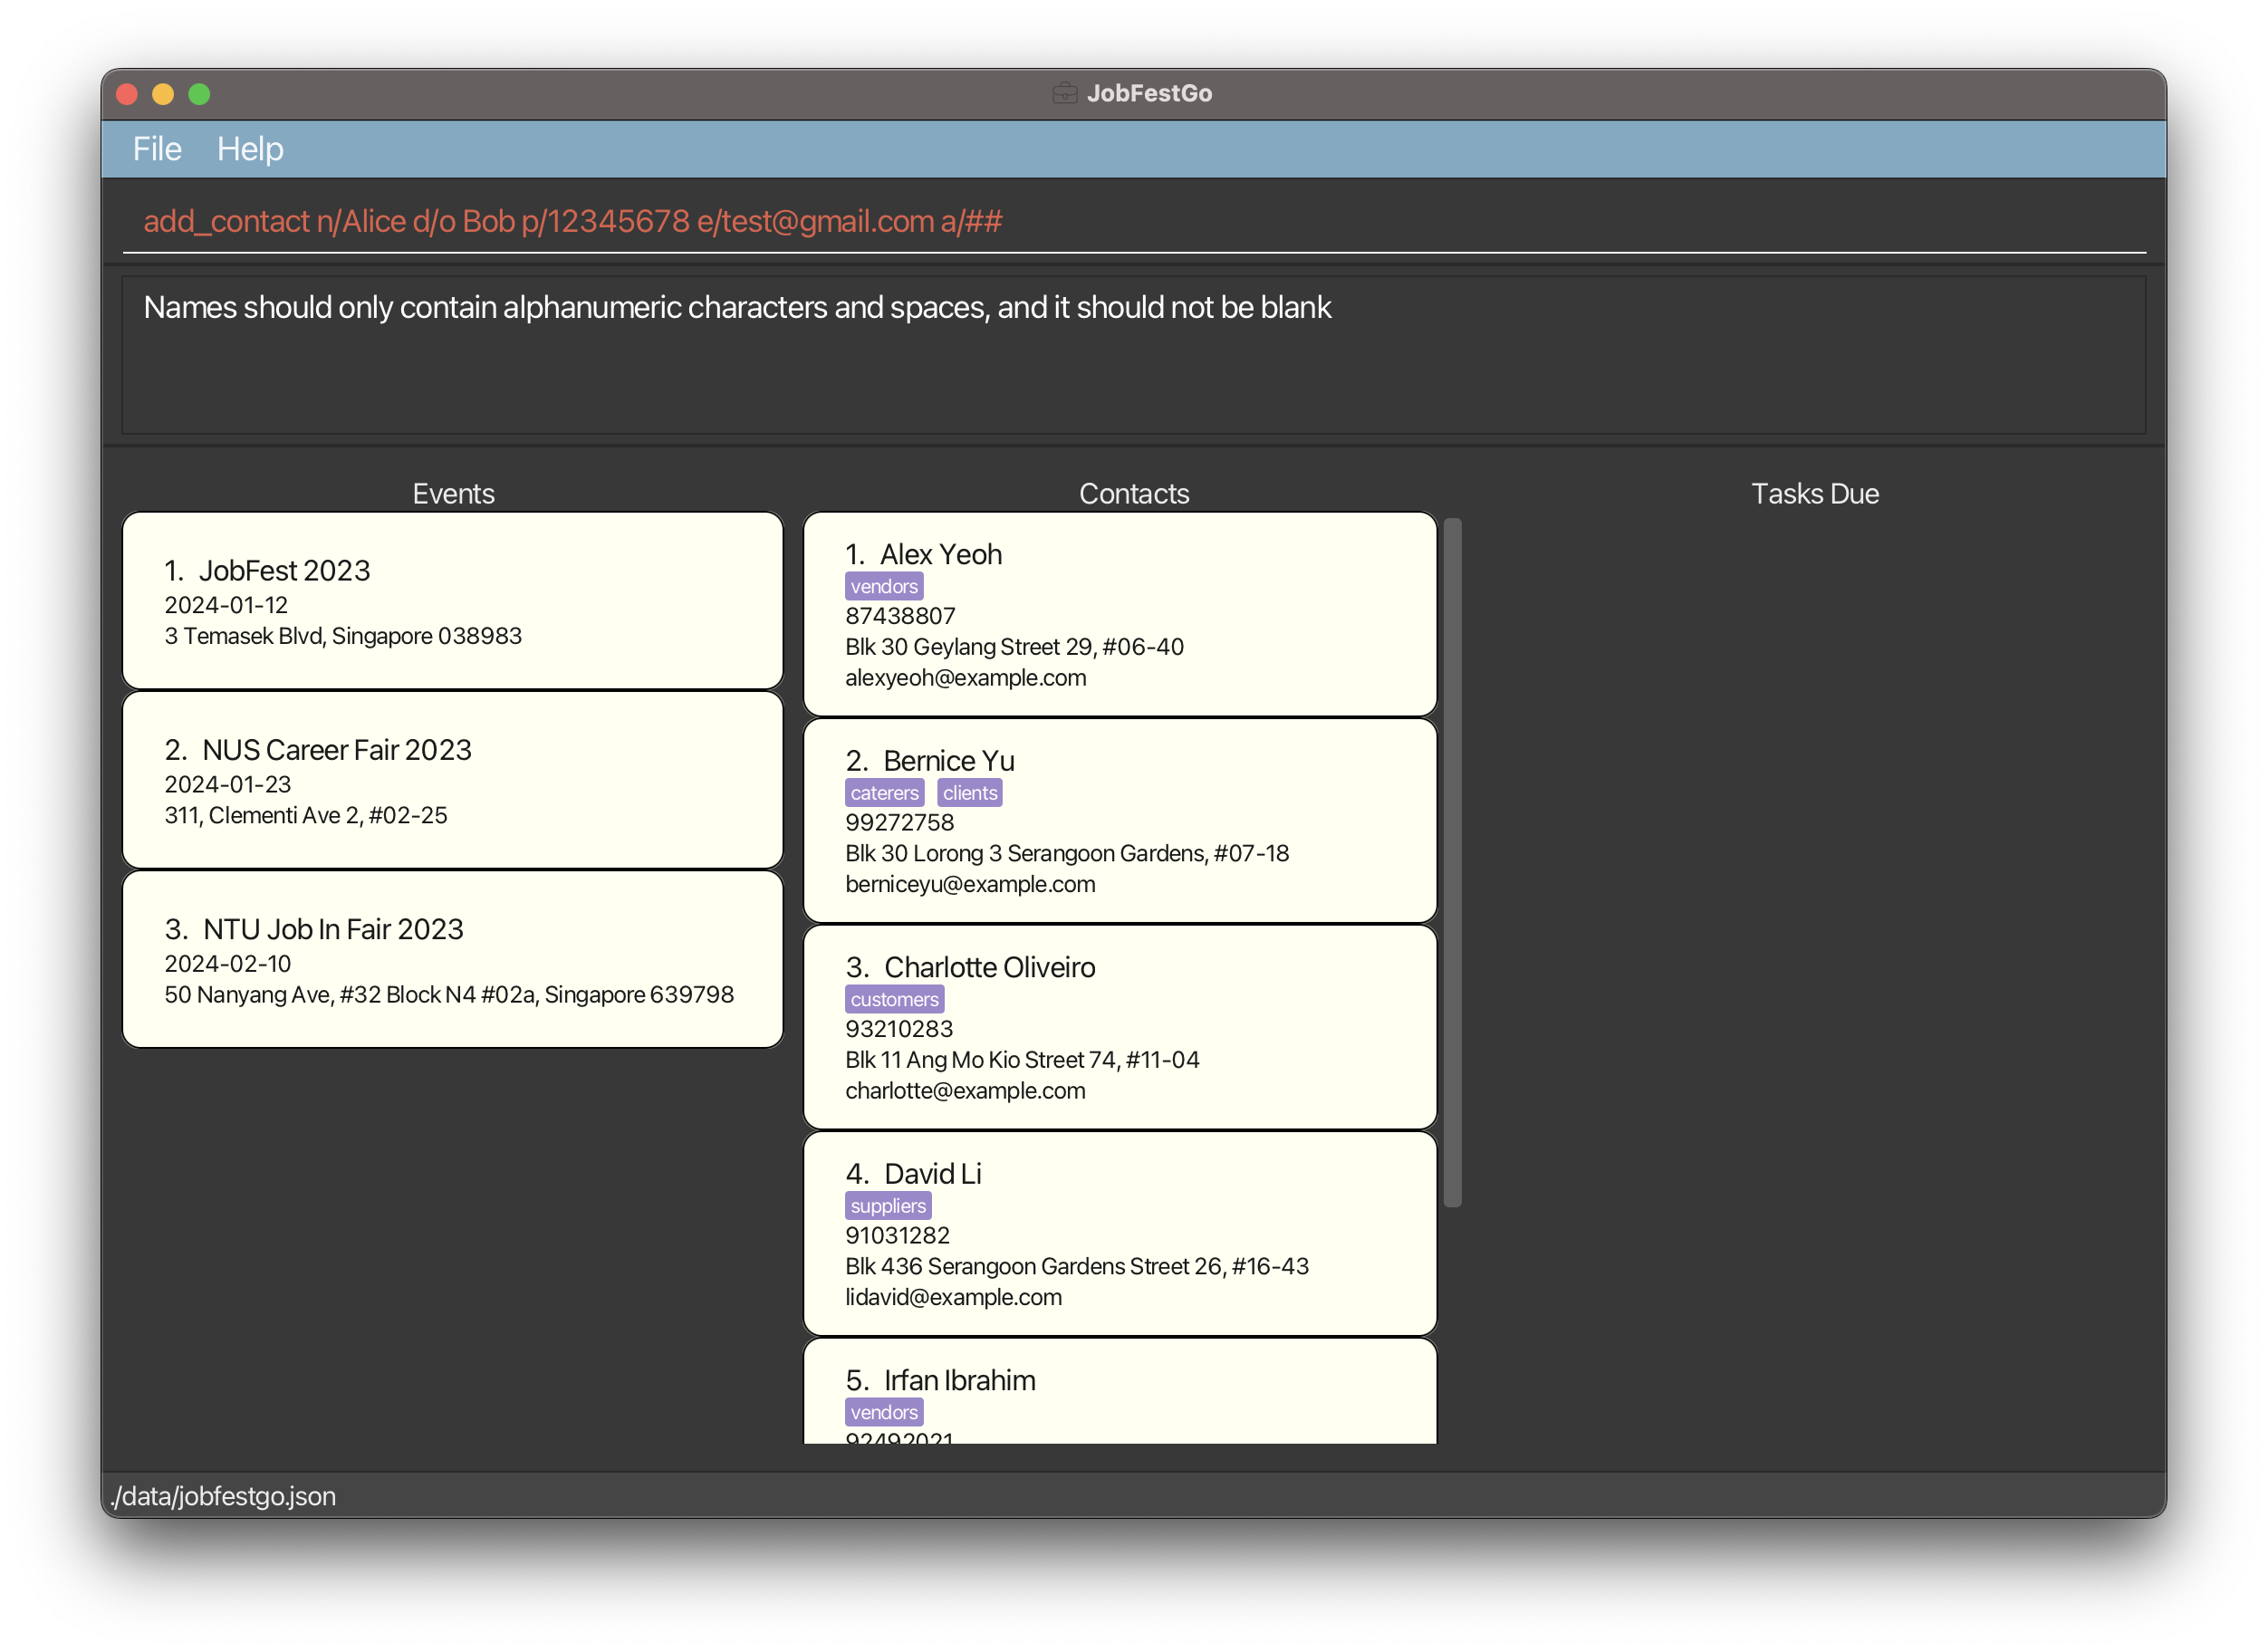 JobFestGo
File Help
add_contact n/Alice d/o Bob p/12345678 e/test@gmail.com a/##
Names should only contain alphanumeric characters and spaces, and it should not be blank
Events
1. JobFest 2023
2024-01-12
3 Temasek Blvd, Singapore 038983
2. NUS Career Fair 2023
2024-01-23
311, Clementi Ave 2, #02-25
3. NTU Job In Fair 2023
2024-02-10
50 Nanyang Ave, #32 Block N4 #02a, Singapore 639798
Contacts
1. Alex Yeoh
vendors
87438807
Blk 30 Geylang Street 29, #06-40
alexyeoh@example.com
2. Bernice Yu
caterers clients
99272758
Blk 30 Lorong 3 Serangoon Gardens, #07-18
berniceyu@example.com
3. Charlotte Oliveiro
customers
93210283
Blk 11 Ang Mo Kio Street 74, #11-04
charlotte@example.com
4. David Li
suppliers
91031282
Blk 436 Serangoon Gardens Street 26, #16-43
lidavid@example.com
5. Irfan Ibrahim
vendors
92492021
Tasks Due
./data/jobfestgo.json